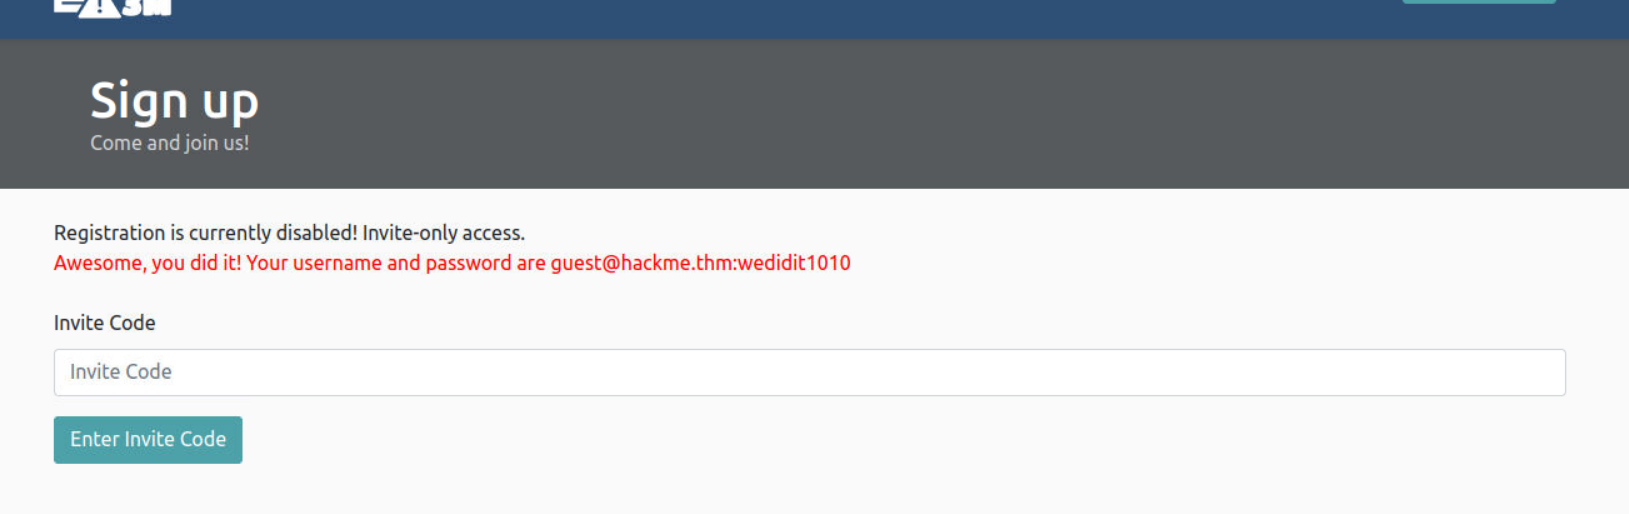 Sign up
Come and join us!
Registration is currently disabled! Invite-only access.
Awesome, you did it! Your username and password are guest@hackme.thm:wedidit1010
Invite Code
Invite Code
Enter Invite Code